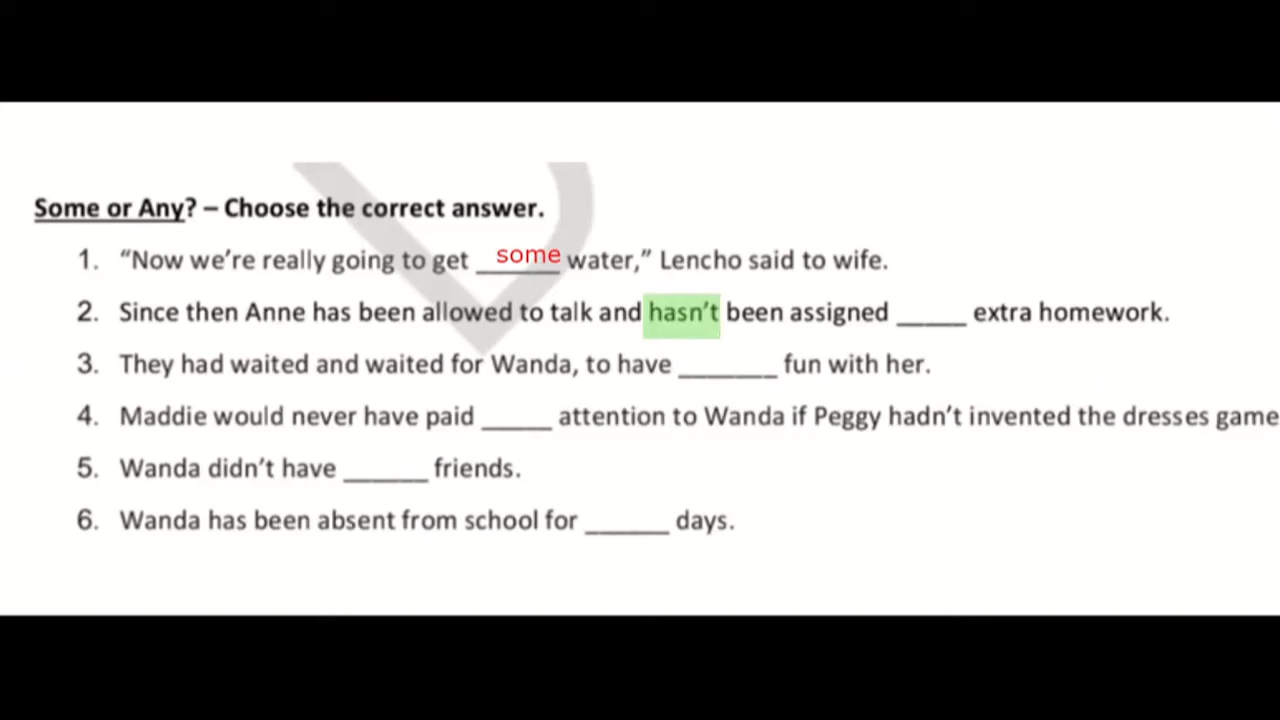 Some or Any? – Choose the correct answer.
1. “Now we’re really going to get some water,” Lencho said to wife.
2. Since then Anne has been allowed to talk and hasn’t been assigned _____ extra homework.
3. They had waited and waited for Wanda, to have _______ fun with her.
4. Maddie would never have paid _____ attention to Wanda if Peggy hadn’t invented the dresses game
5. Wanda didn’t have ______ friends.
6. Wanda has been absent from school for ______ days.